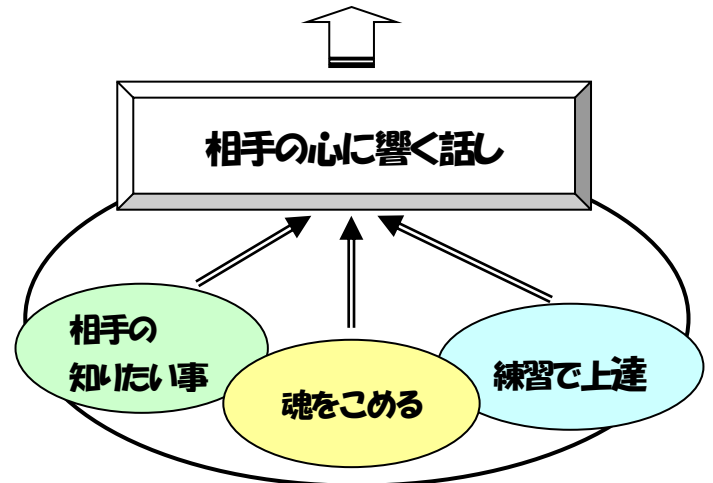 相手の心に響く話し
相手の
知りたい事
魂をこめる
練習で上達